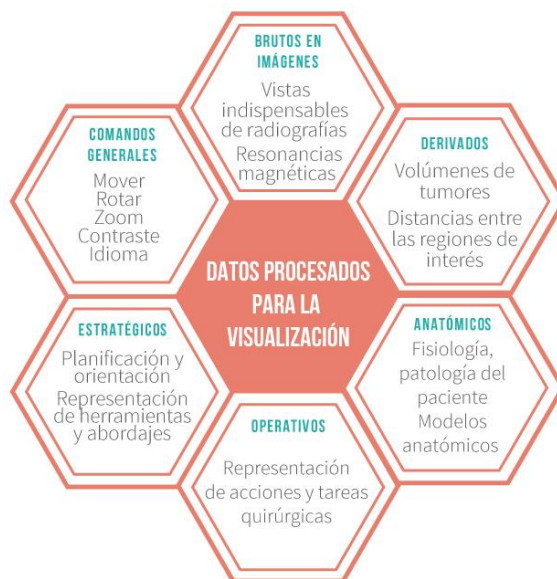 BRUTOS EN
IMÁGENES
Vistas
indispensables
de radiografías
Resonancias
magnéticas
COMANDOS
GENERALES
Mover
Rotar
Zoom
Contraste
Idioma
DERIVADOS
Volúmenes de
tumores
Distancias entre
las regiones de
interés
DATOS PROCESADOS
PARA LA
VISUALIZACIÓN
ESTRATÉGICOS
Planificación y
orientación
Representación
de herramientas
y abordajes
ANATÓMICOS
Fisiología,
patología del
paciente
Modelos
anatómicos
OPERATIVOS
Representación
de acciones y tareas
quirúrgicas